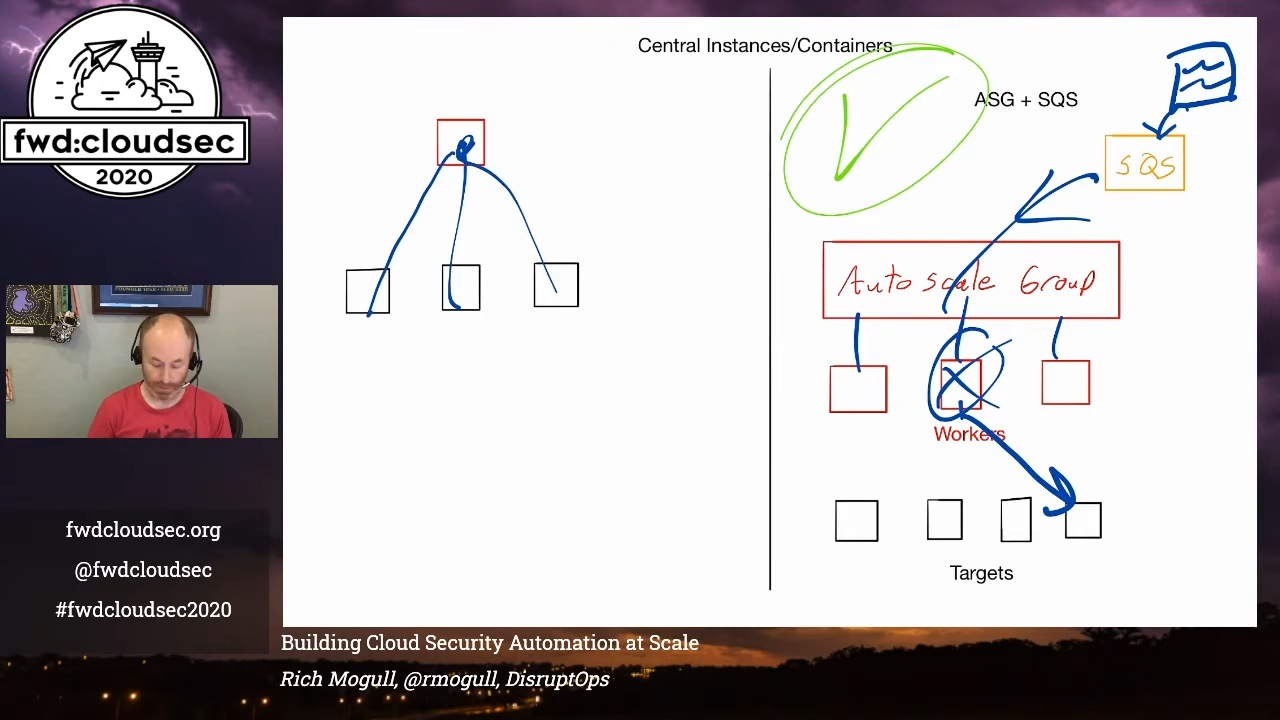 fwd:cloudsec
2020
Central Instances/Containers
ASG + SQS
SQS
Auto scale Group
Workers
Targets
fwdcloudsec.org
@fwdcloudsec
#fwdcloudsec2020
Building Cloud Security Automation at Scale
Rich Mogull, @rmogull, DisruptOps